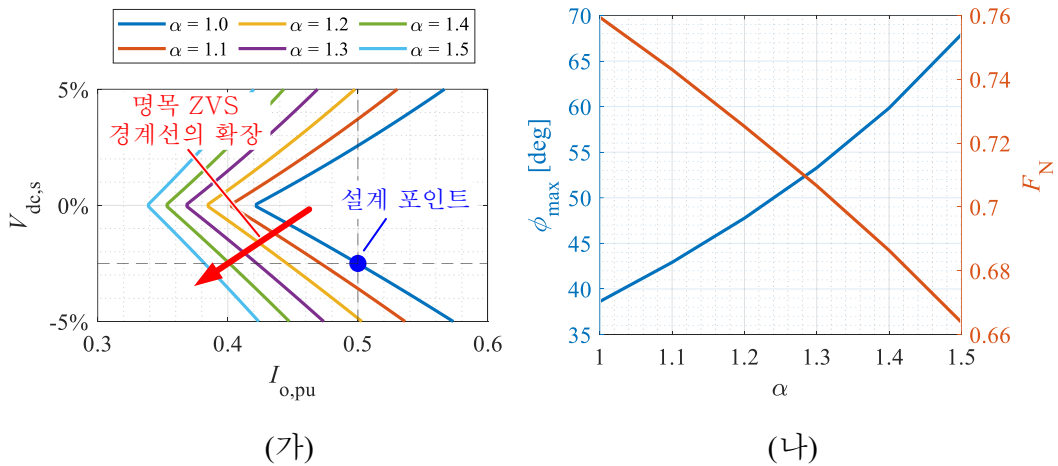 α = 1.0 α = 1.2 α = 1.4
α = 1.1 α = 1.3 α = 1.5
5%
0%
-5%
V_dc,s
명목 ZVS
경계선의 확장
설계 포인트
0.3 0.4 0.5 0.6
I_o,pu
(가)
70
65
60
55
50
45
40
35
ϕ_max [deg]
0.76
0.74
0.72
0.7
0.68
0.66
F_N
1 1.1 1.2 1.3 1.4 1.5
α
(나)